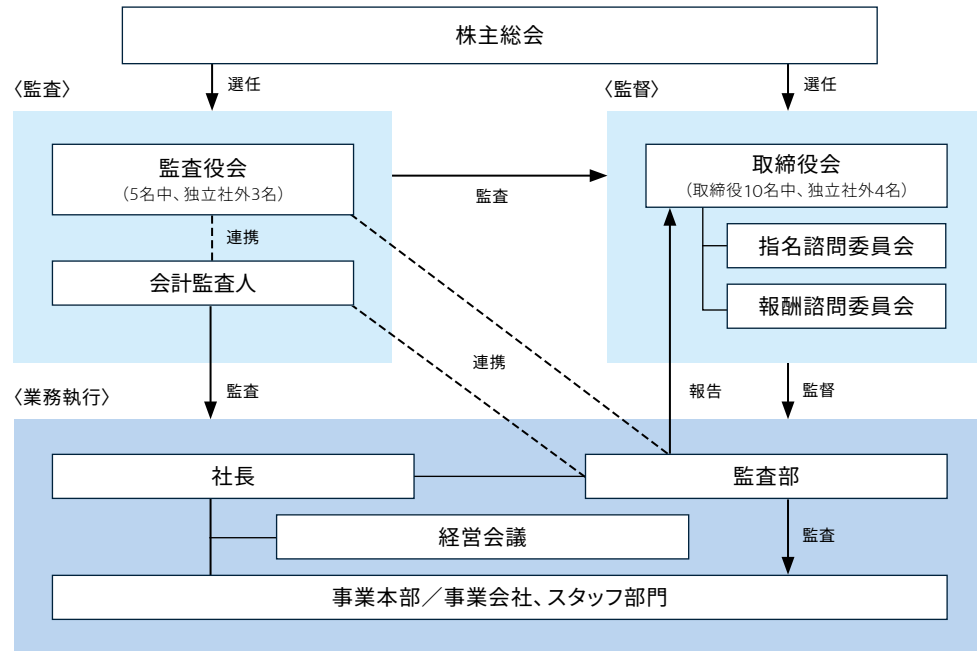 株主総会
〈監査〉
選任
〈監督〉
選任
監査役会
(5名中、独立社外3名)
監査
取締役会
(取締役10名中、独立社外4名)
連携
指名諮問委員会
会計監査人
報酬諮問委員会
連携
〈業務執行〉
監査
報告
監督
社長
監査部
経営会議
監査
事業本部／事業会社、スタッフ部門